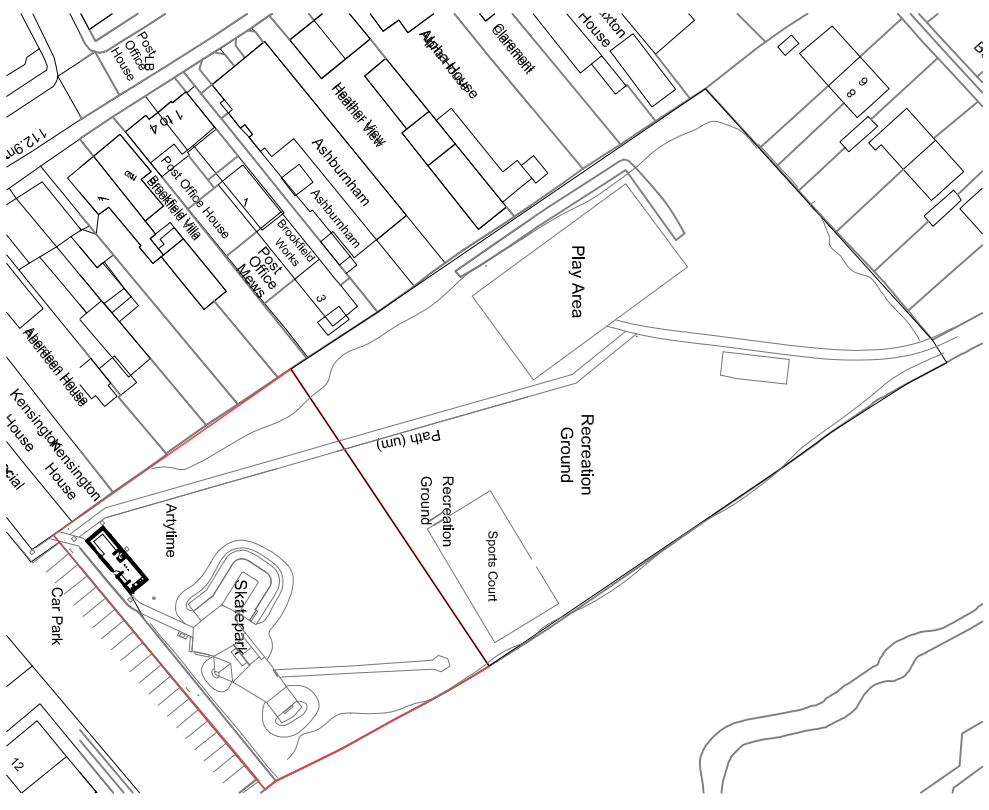 Post LB
Office
House
Alpha House
Claremont
House
9
8
112.9m
1 to 4
Heather View
Ashburnham
Post Office House
Brookfield Villa
1
Ashburnham
Brookfield
Works
Post
Office
Mews
3
Play Area
Aberdeen House
Kensington
House
Kensington
House
Path (um)
Recreation
Ground
Recreation
Ground
Sports Court
Artytime
Skatepark
Car Park
12